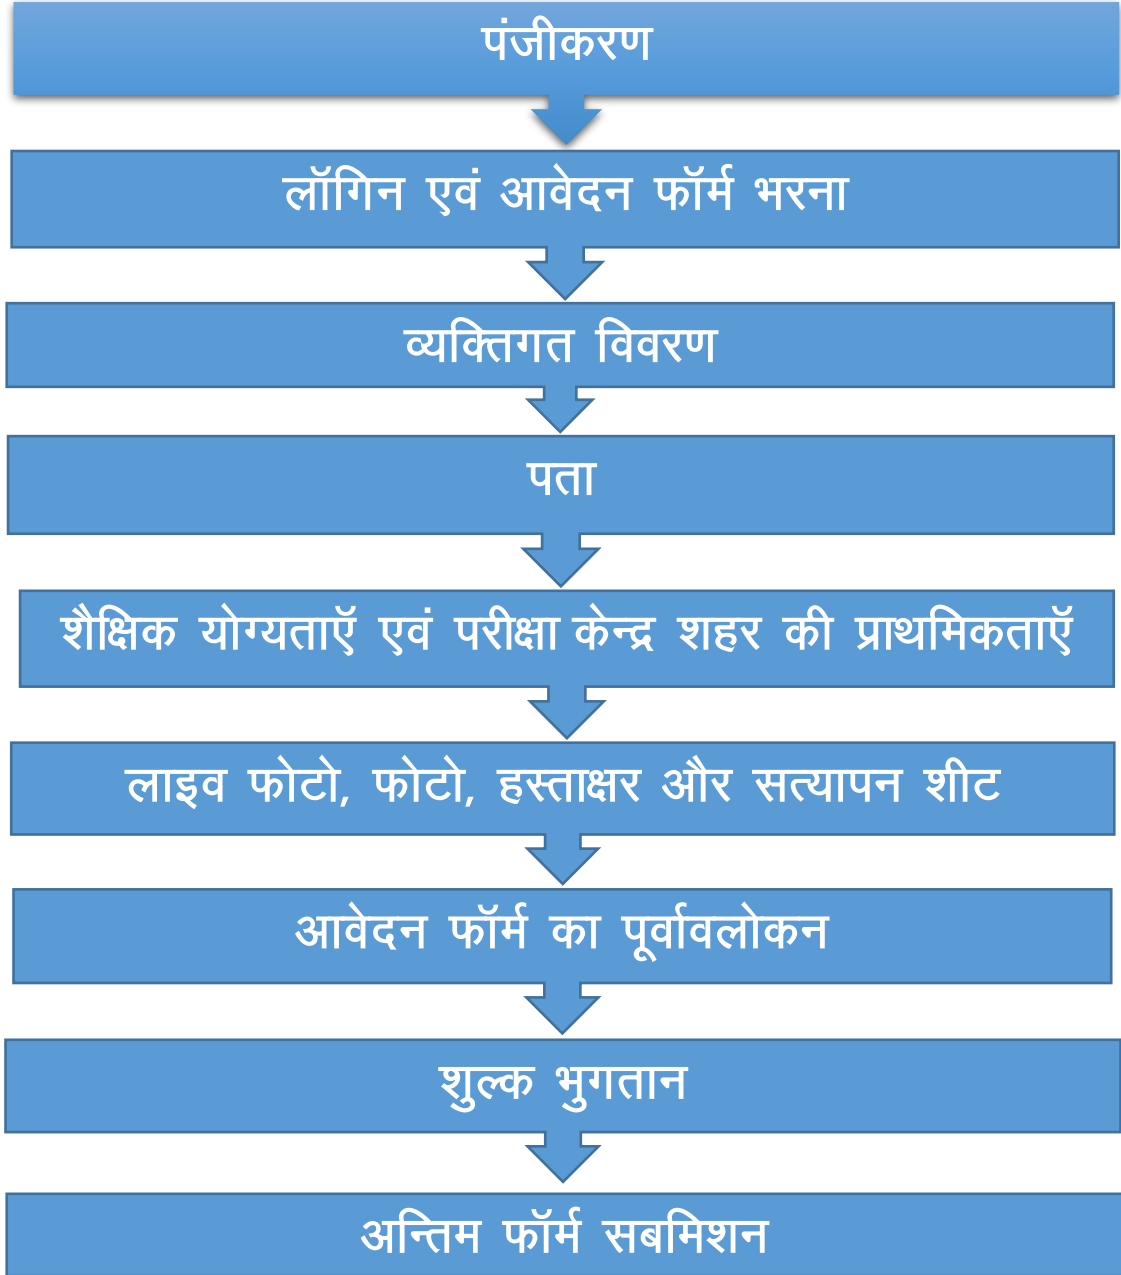 पंजीकरण
लॉगिन एवं आवेदन फॉर्म भरना
व्यक्तिगत विवरण
पता
शैक्षिक योग्यताऍ एवं परीक्षा केन्द्र शहर की प्राथमिकताऍ
लाइव फोटो, फोटो, हस्ताक्षर और सत्यापन शीट
आवेदन फॉर्म का पूर्वावलोकन
शुल्क भुगतान
अन्तिम फॉर्म सबमिशन